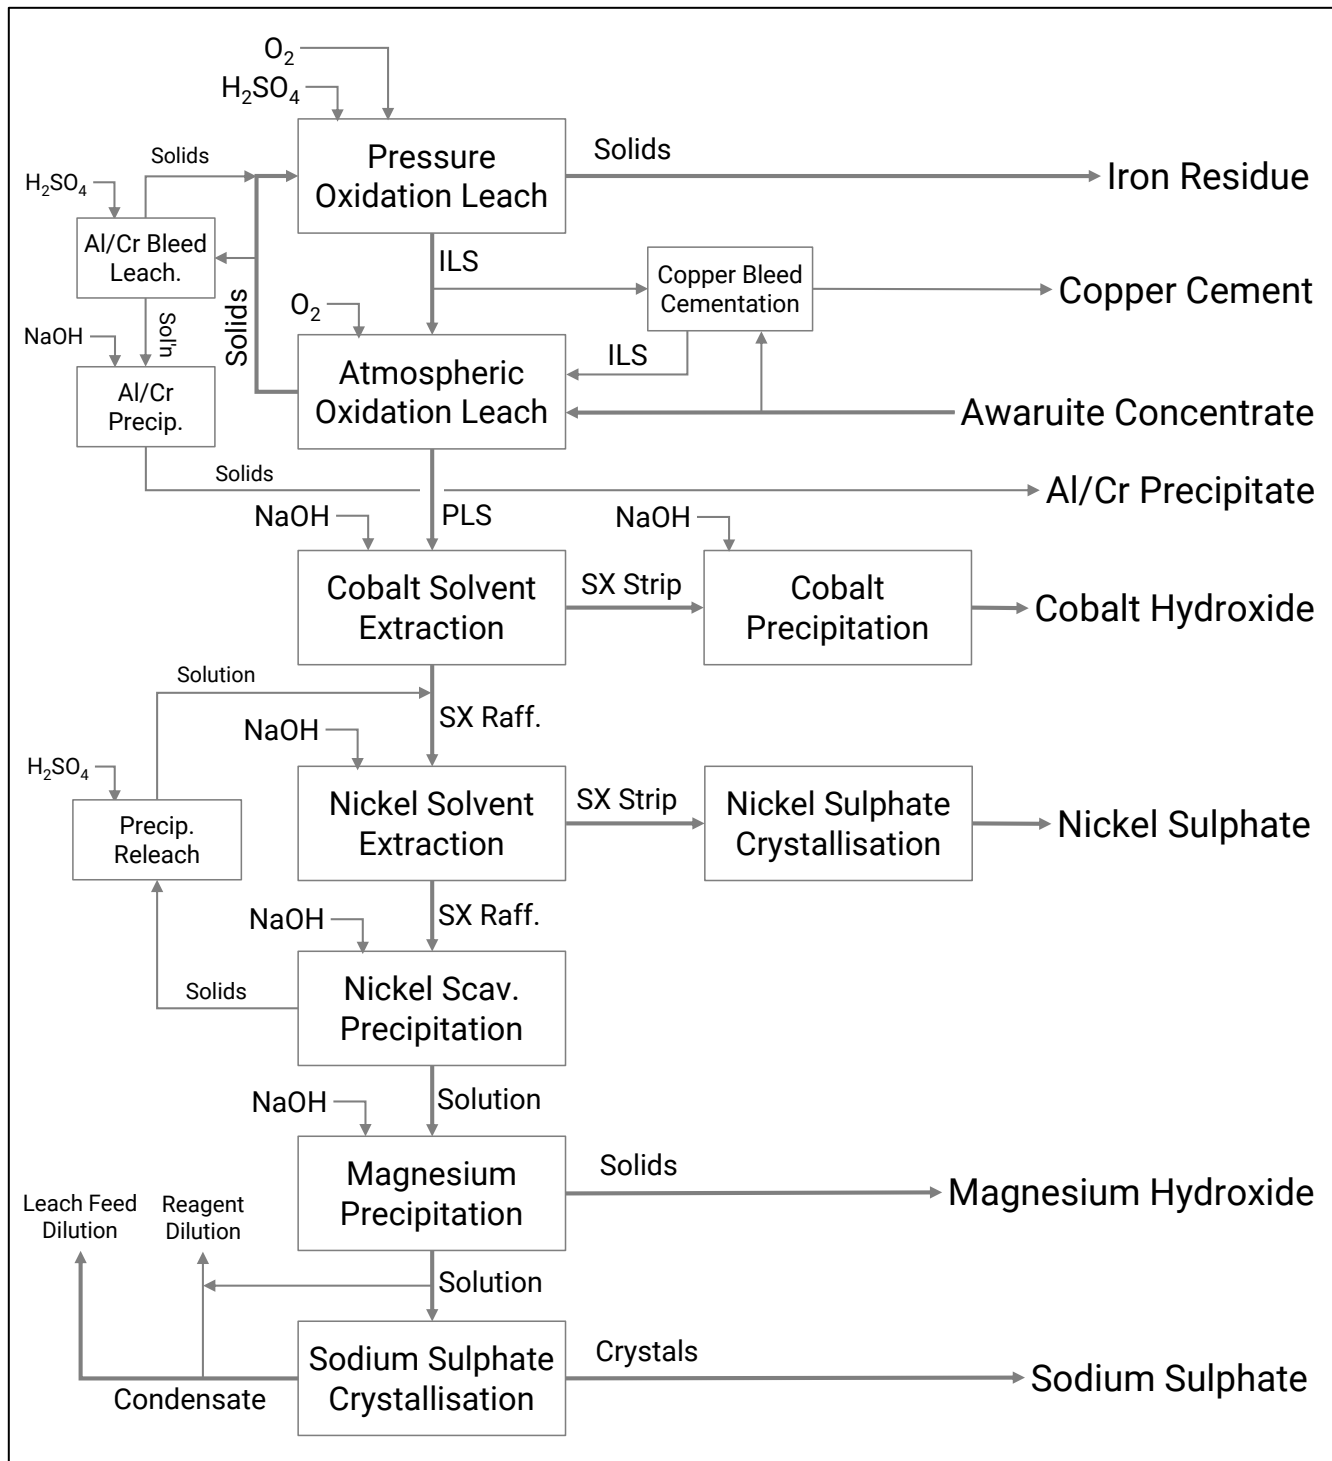 O₂
H₂SO₄
Pressure
Oxidation Leach
Solids
Iron Residue
Solids
H₂SO₄
Al/Cr Bleed
Leach.
Solids
ILS
Copper Bleed
Cementation
Copper Cement
O₂
Sol'n
NaOH
ILS
Atmospheric
Oxidation Leach
Awaruite Concentrate
Al/Cr
Precip.
Solids
Al/Cr Precipitate
PLS
NaOH
NaOH
Cobalt Solvent
Extraction
SX Strip
Cobalt
Precipitation
Cobalt Hydroxide
Solution
SX Raff.
NaOH
H₂SO₄
Precip.
Releach
Nickel Solvent
Extraction
SX Strip
Nickel Sulphate
Crystallisation
Nickel Sulphate
SX Raff.
NaOH
Nickel Scav.
Precipitation
Solids
Solution
NaOH
Magnesium
Precipitation
Solids
Magnesium Hydroxide
Leach Feed
Dilution
Reagent
Dilution
Solution
Sodium Sulphate
Crystallisation
Crystals
Sodium Sulphate
Condensate